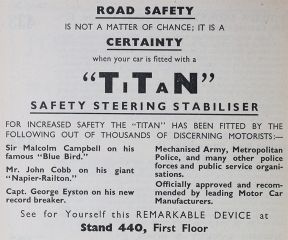 ROAD SAFETY
IS NOT A MATTER OF CHANCE; IT IS A
CERTAINTY
when your car is fitted with a
"TiTAN"
SAFETY STEERING STABILISER
FOR INCREASED SAFETY THE "TITAN" HAS BEEN FITTED BY THE
FOLLOWING OUT OF THOUSANDS OF DISCERNING MOTORISTS:—
Sir Malcolm Campbell on his
famous "Blue Bird."
Mr. John Cobb on his giant
"Napier-Railton."
Capt. George Eyston on his new
record breaker.
Mechanised Army, Metropolitan
Police, and many other police
forces and public service organi-
sations.
Officially approved and recom-
mended by leading Motor Car
Manufacturers.
See for Yourself this REMARKABLE DEVICE at
Stand 440, First Floor